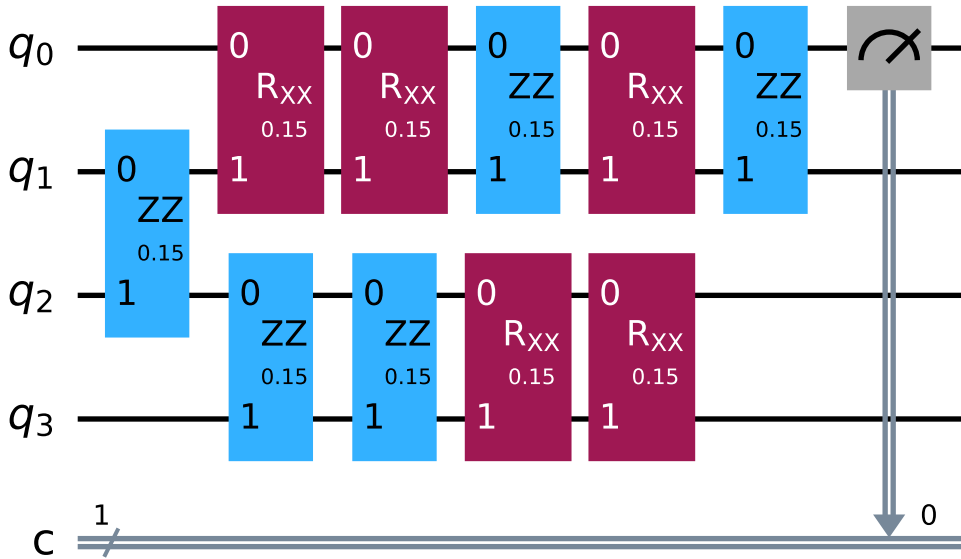 q0 0 0 0 0 0
RXX RXX ZZ RXX ZZ
0.15 0.15 0.15 0.15 0.15
q1 0 1 1 1 1 1
ZZ
0.15
q2 1 0 0 0 0
ZZ ZZ RXX RXX
0.15 0.15 0.15 0.15
q3 1 1 1 1
1 0
c